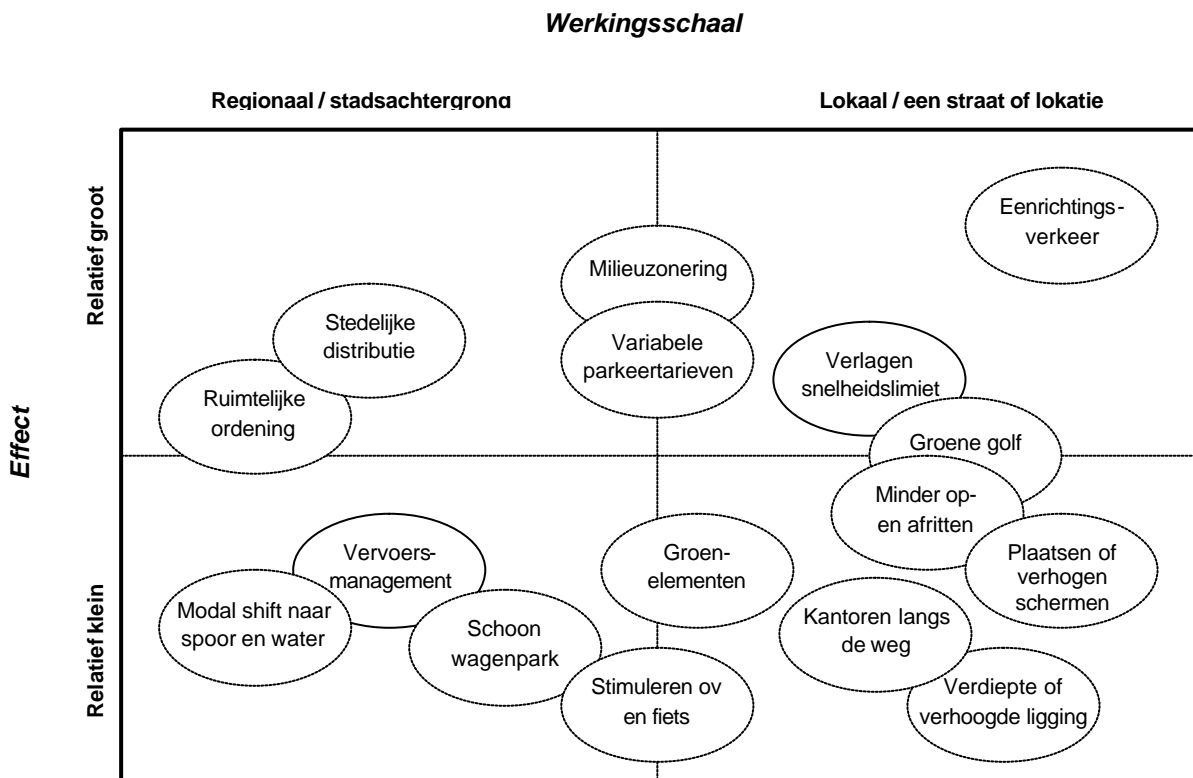 Werkingsschaal
Regionaal / stadsachtergrond
Lokaal / een straat of lokatie
Effect
Relatief groot
Relatief klein
Eenrichtings-
verkeer
Milieuzonering
Variabele
parkeertarieven
Stedelijke
distributie
Ruimtelijke
ordening
Verlagen
snelheidslimiet
Groene golf
Minder op-
en afritten
Plaatsen of
verhogen
schermen
Vervoers-
management
Modal shift naar
spoor en water
Schoon
wagenpark
Groen-
elementen
Stimuleren ov
en fiets
Kantoren langs
de weg
Verdiepte of
verhoogde ligging